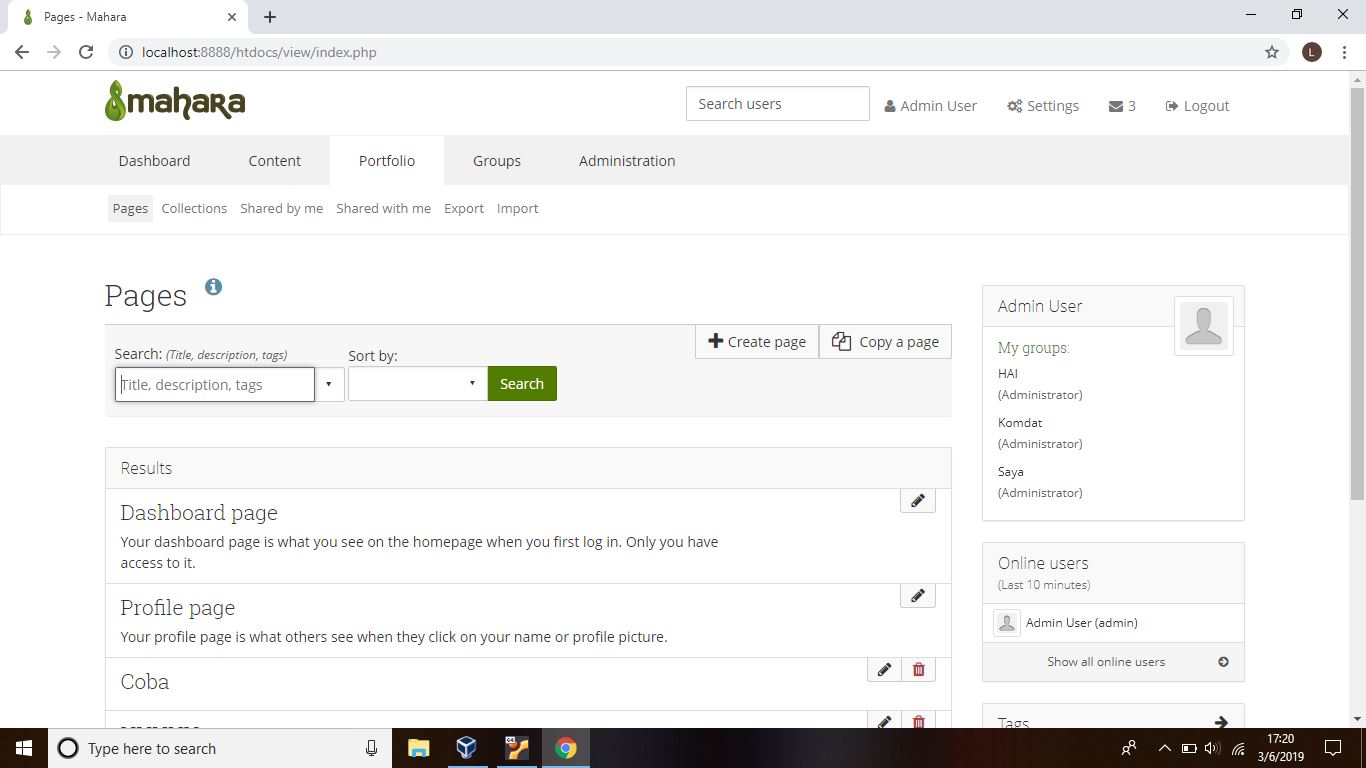 Pages - Mahara
localhost:8888/htdocs/view/index.php
L
mahara
Search users
Admin User
Settings
3
Logout
Dashboard
Content
Portfolio
Groups
Administration
Pages
Collections
Shared by me
Shared with me
Export
Import
Pages
Create page
Copy a page
Search: (Title, description, tags)
Sort by:
Title, description, tags
Search
Results
Dashboard page
Your dashboard page is what you see on the homepage when you first log in. Only you have
access to it.
Profile page
Your profile page is what others see when they click on your name or profile picture.
Coba
Admin User
My groups:
HAI
(Administrator)
Komdat
(Administrator)
Saya
(Administrator)
Online users
(Last 10 minutes)
Admin User (admin)
Show all online users
Tags
Type here to search
64
17:20
3/6/2019